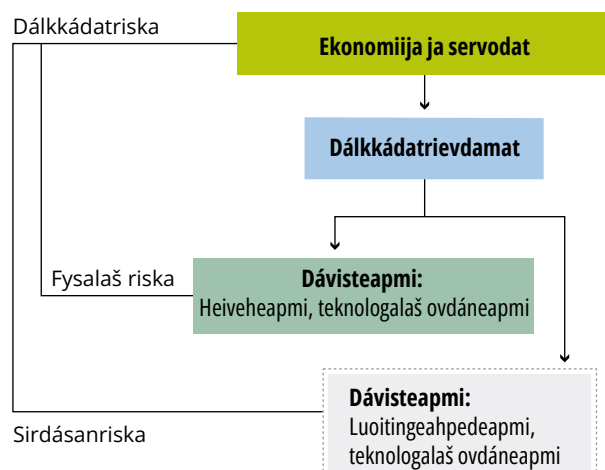 Dálkkádatriska
Ekonomiija ja servodat
Dálkkádatrievdamat
Fysalaš riska
Dávisteapmi:
Heiveheapmi, teknologalaš ovdáneapmi
Dávisteapmi:
Luoitingeahpedeapmi,
teknologalaš ovdáneapmi
Sirdásanriska